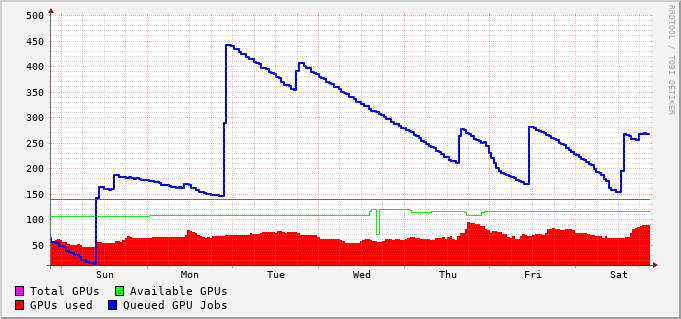 500
450
400
350
300
250
200
150
100
50
Sun Mon Tue Wed Thu Fri Sat
Total GPUs Available GPUs
GPUs used Queued GPU Jobs
RRDTOOL / TOBI OETIKER